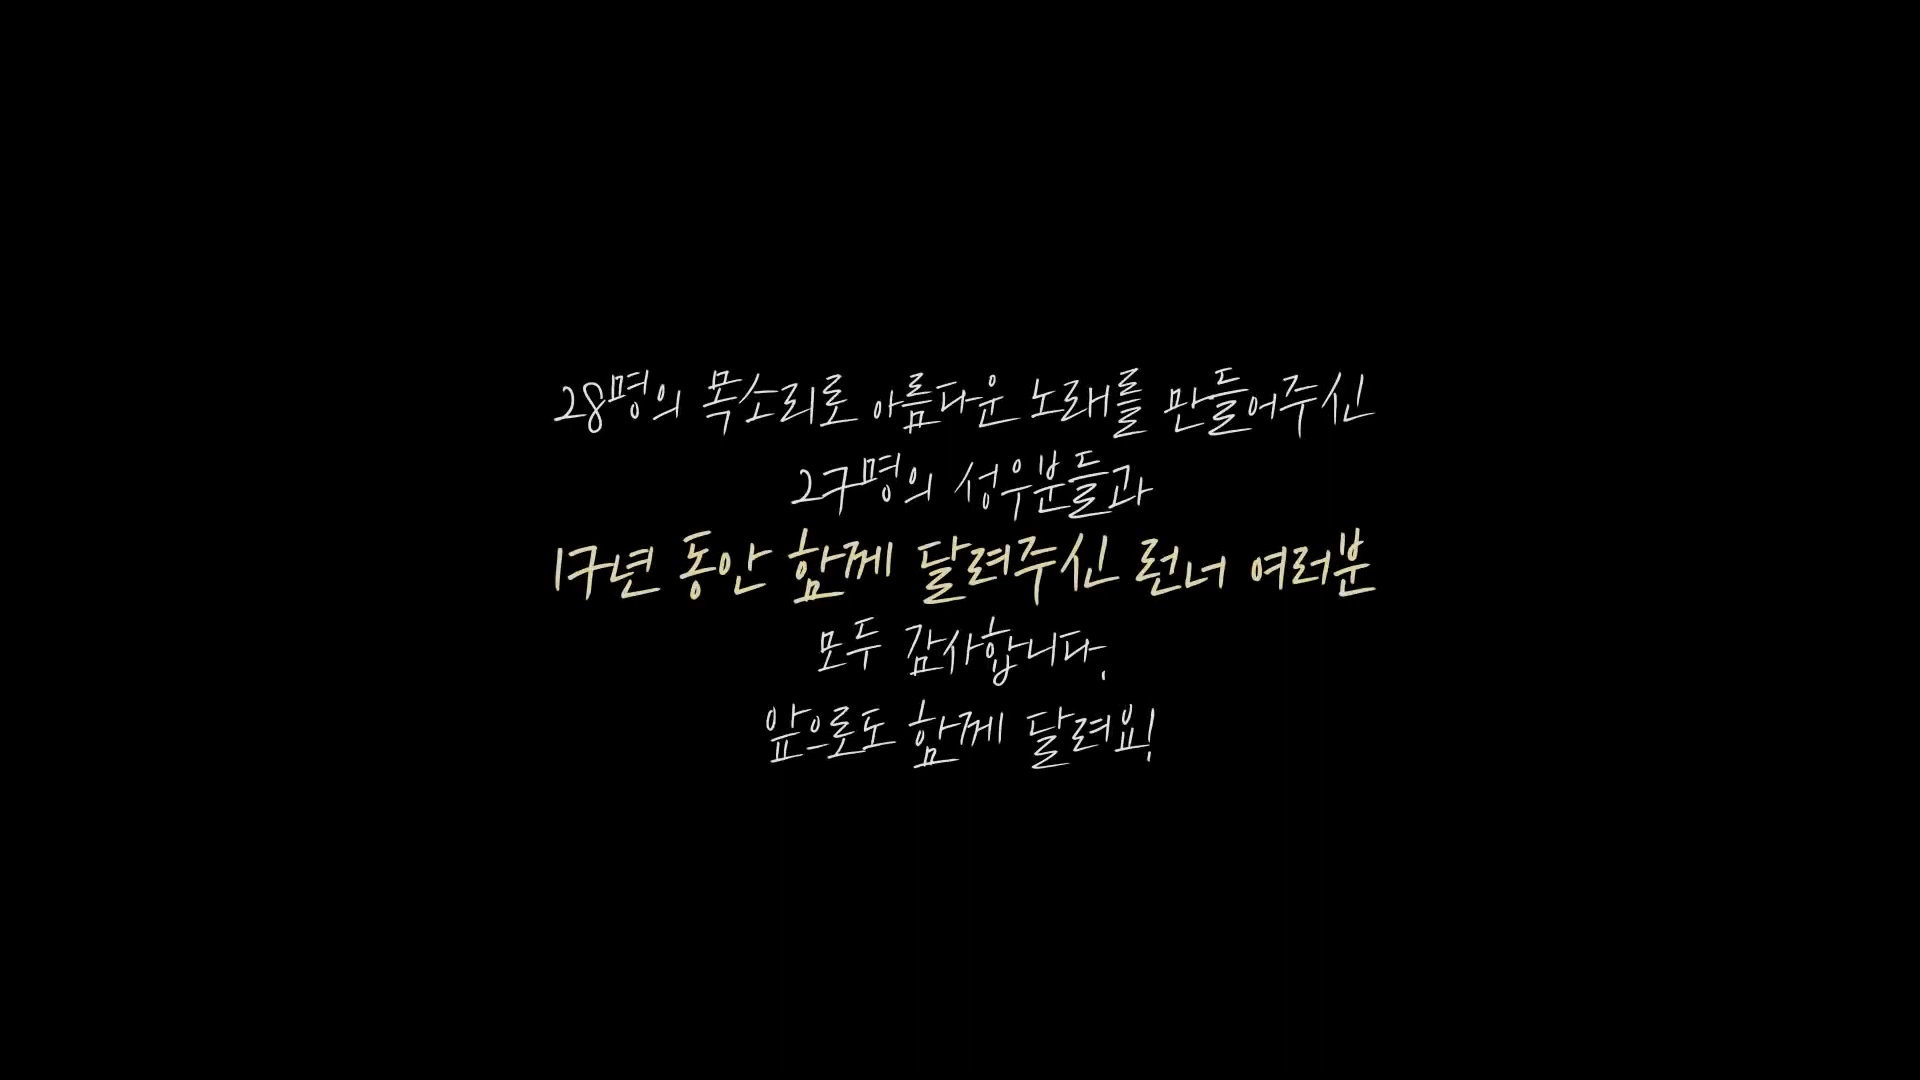 28명의 목소리로 아름다운 노래를 만들어주신
27명의 성우분들과
17년 동안 함께 달려주신 런너 여러분
모두 감사합니다.
앞으로도 함께 달려요!